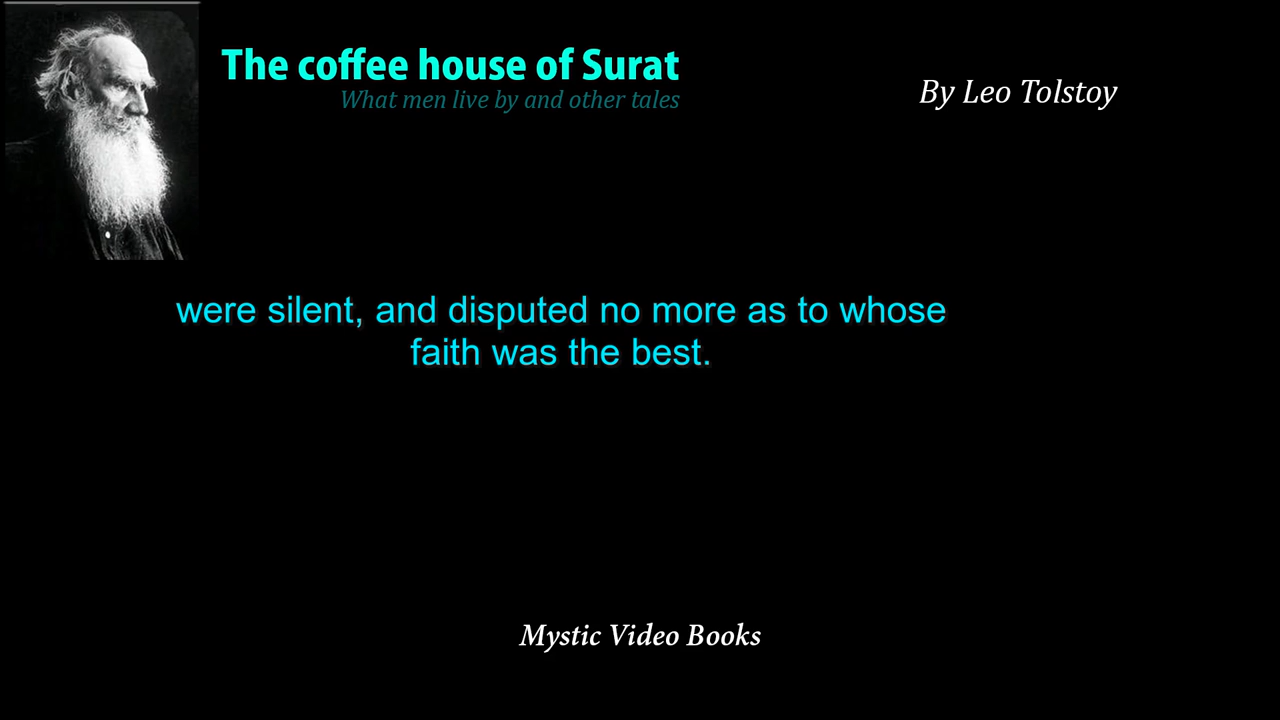 The coffee house of Surat
What men live by and other tales
By Leo Tolstoy
were silent, and disputed no more as to whose
faith was the best.
Mystic Video Books